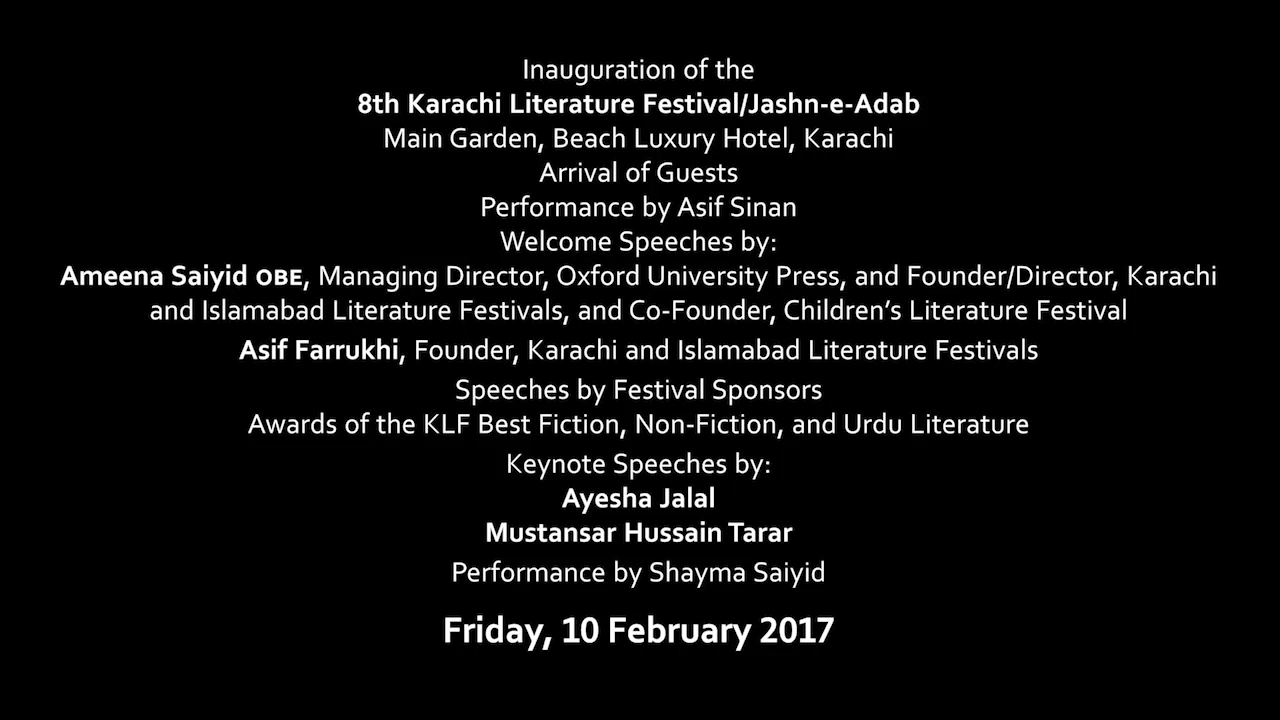 Inauguration of the
8th Karachi Literature Festival/Jashn-e-Adab
Main Garden, Beach Luxury Hotel, Karachi
Arrival of Guests
Performance by Asif Sinan
Welcome Speeches by:
Ameena Saiyid OBE, Managing Director, Oxford University Press, and Founder/Director, Karachi
and Islamabad Literature Festivals, and Co-Founder, Children’s Literature Festival
Asif Farrukhi, Founder, Karachi and Islamabad Literature Festivals
Speeches by Festival Sponsors
Awards of the KLF Best Fiction, Non-Fiction, and Urdu Literature
Keynote Speeches by:
Ayesha Jalal
Mustansar Hussain Tarar
Performance by Shayma Saiyid
Friday, 10 February 2017